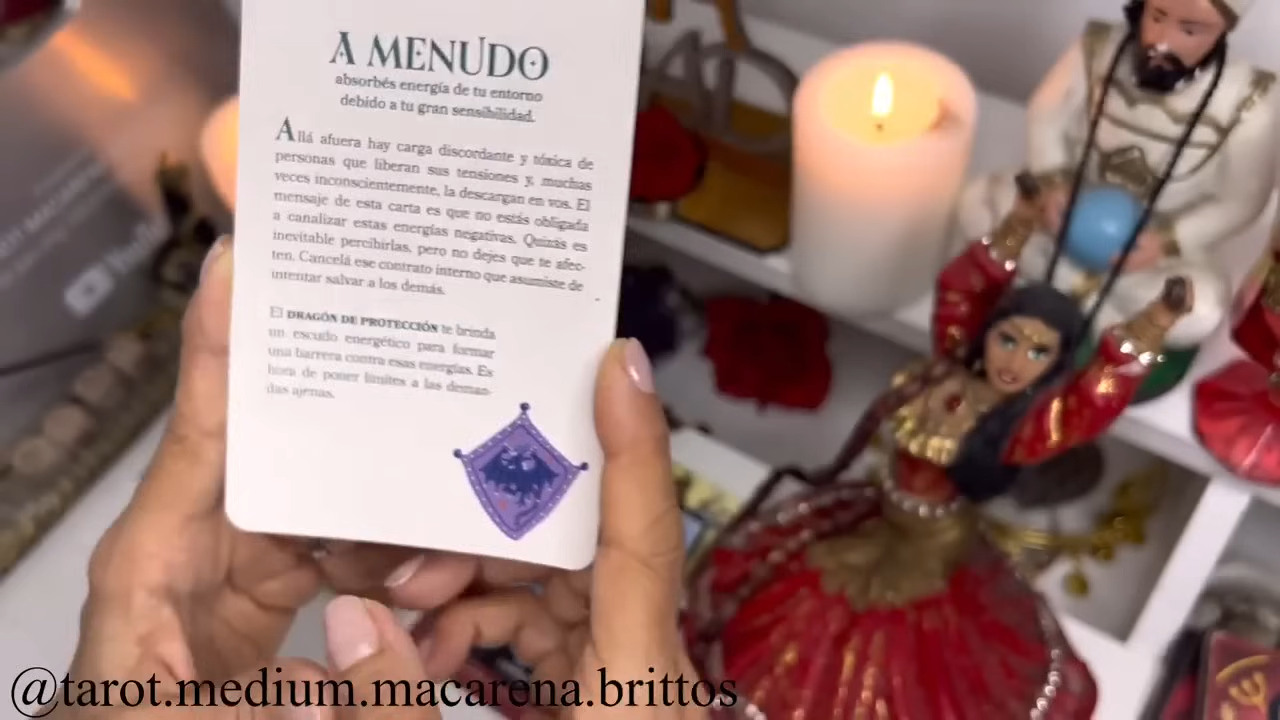 A MENUDO
absorbés energía de tu entorno
debido a tu gran sensibilidad.
Allá afuera hay carga discordante y tóxica de
personas que liberan sus tensiones y, muchas
veces inconscientemente, la descargan en vos. El
mensaje de esta carta es que no estás obligada
a canalizar estas energías negativas. Quizás es
inevitable percibirlas, pero no dejes que te afec-
ten. Cancelá ese contrato interno que asumiste de
intentar salvar a los demás.
El DRAGÓN DE PROTECCIÓN te brinda
un escudo energético para formar
una barrera contra esas energías. Es
hora de poner límites a las deman-
das ajenas.
@tarot.medium.macarena.brittos